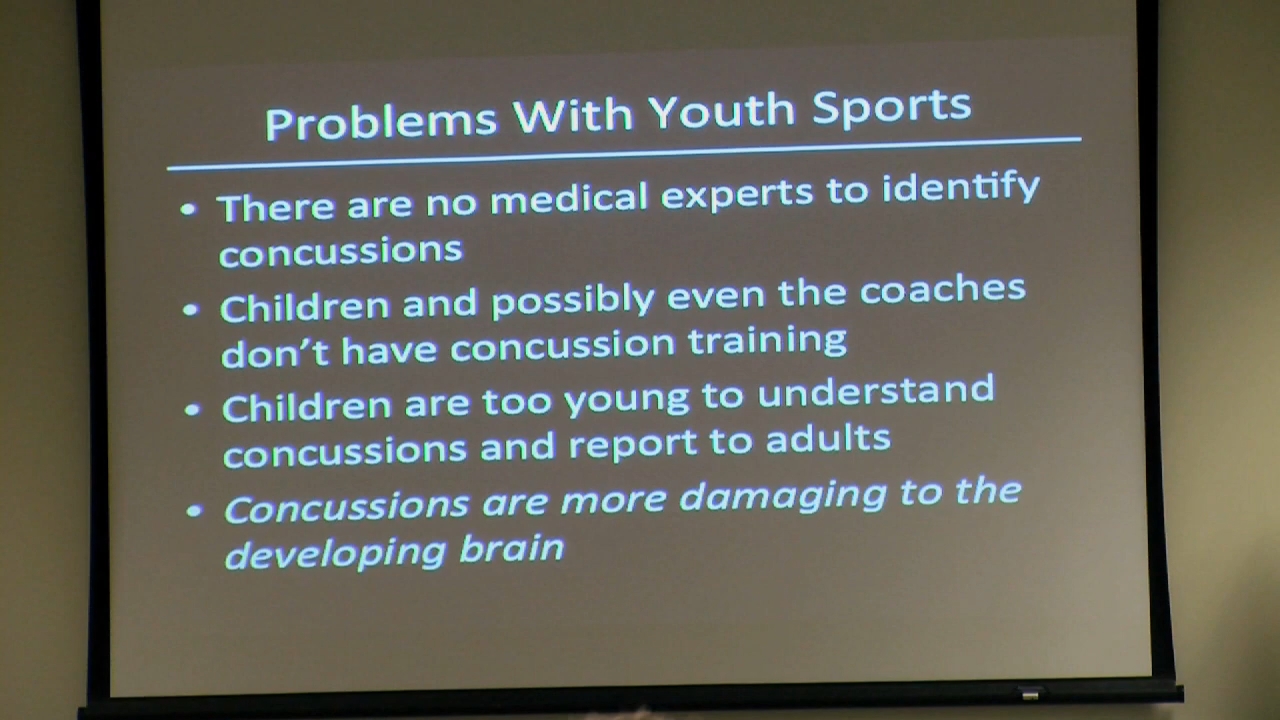 Problems With Youth Sports
• There are no medical experts to identify
concussions
• Children and possibly even the coaches
don't have concussion training
• Children are too young to understand
concussions and report to adults
• Concussions are more damaging to the
developing brain